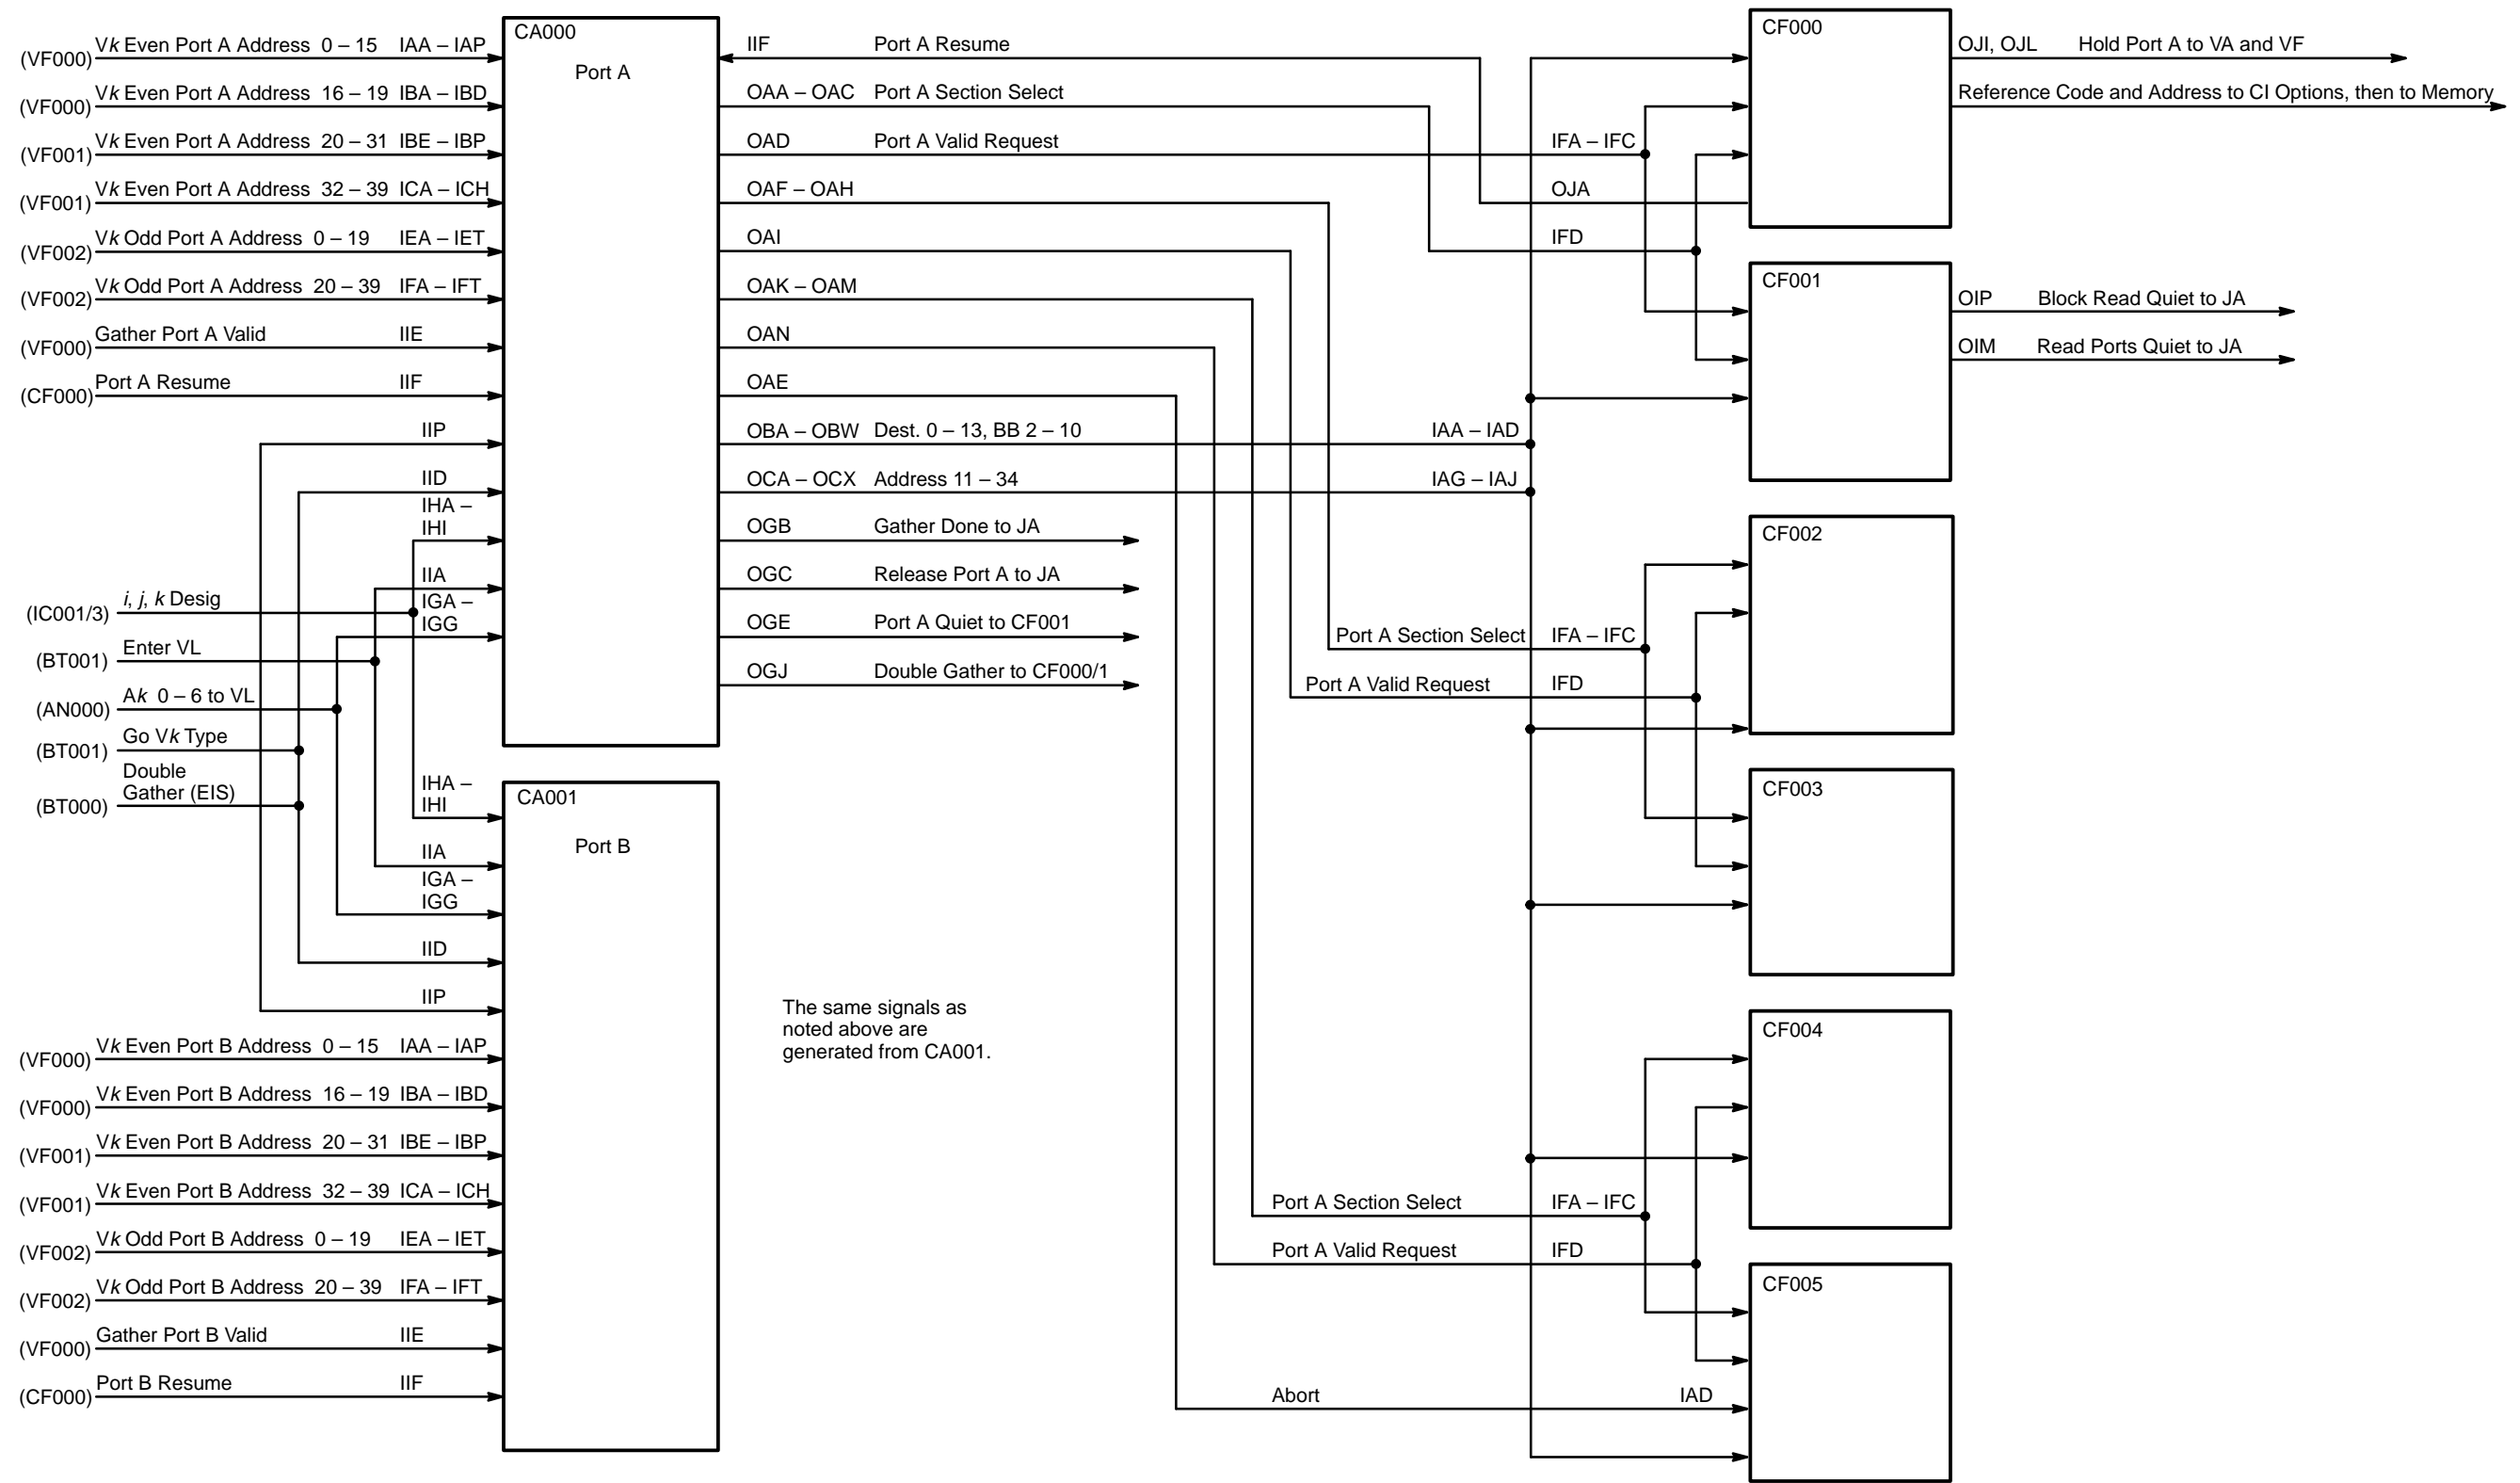 CA000
Port A
(VF000) Vk Even Port A Address 0 – 15 IAA – IAP
(VF000) Vk Even Port A Address 16 – 19 IBA – IBD
(VF001) Vk Even Port A Address 20 – 31 IBE – IBP
(VF001) Vk Even Port A Address 32 – 39 ICA – ICH
(VF002) Vk Odd Port A Address 0 – 19 IEA – IET
(VF002) Vk Odd Port A Address 20 – 39 IFA – IFT
(VF000) Gather Port A Valid IIE
(CF000) Port A Resume IIF
IIP
IID
IHA –
IHI
IIA
IGA –
IGG
(IC001/3) i, j, k Desig
(BT001) Enter VL
(AN000) Ak 0 – 6 to VL
(BT001) Go Vk Type
Double
(BT000) Gather (EIS)
CA001
Port B
IHA –
IHI
IIA
IGA –
IGG
IID
IIP
(VF000) Vk Even Port B Address 0 – 15 IAA – IAP
(VF000) Vk Even Port B Address 16 – 19 IBA – IBD
(VF001) Vk Even Port B Address 20 – 31 IBE – IBP
(VF001) Vk Even Port B Address 32 – 39 ICA – ICH
(VF002) Vk Odd Port B Address 0 – 19 IEA – IET
(VF002) Vk Odd Port B Address 20 – 39 IFA – IFT
(VF000) Gather Port B Valid IIE
(CF000) Port B Resume IIF
IIF Port A Resume
OAA – OAC Port A Section Select
OAD Port A Valid Request IFA – IFC
OAF – OAH OJA
OAI IFD
OAK – OAM
OAN
OAE
OBA – OBW Dest. 0 – 13, BB 2 – 10 IAA – IAD
OCA – OCX Address 11 – 34 IAG – IAJ
OGB Gather Done to JA
OGC Release Port A to JA
OGE Port A Quiet to CF001
OGJ Double Gather to CF000/1
The same signals as
noted above are
generated from CA001.
Port A Section Select IFA – IFC
Port A Valid Request IFD
Port A Section Select IFA – IFC
Port A Valid Request IFD
Abort IAD
CF000
OJI, OJL Hold Port A to VA and VF
Reference Code and Address to CI Options, then to Memory
CF001
OIP Block Read Quiet to JA
OIM Read Ports Quiet to JA
CF002
CF003
CF004
CF005